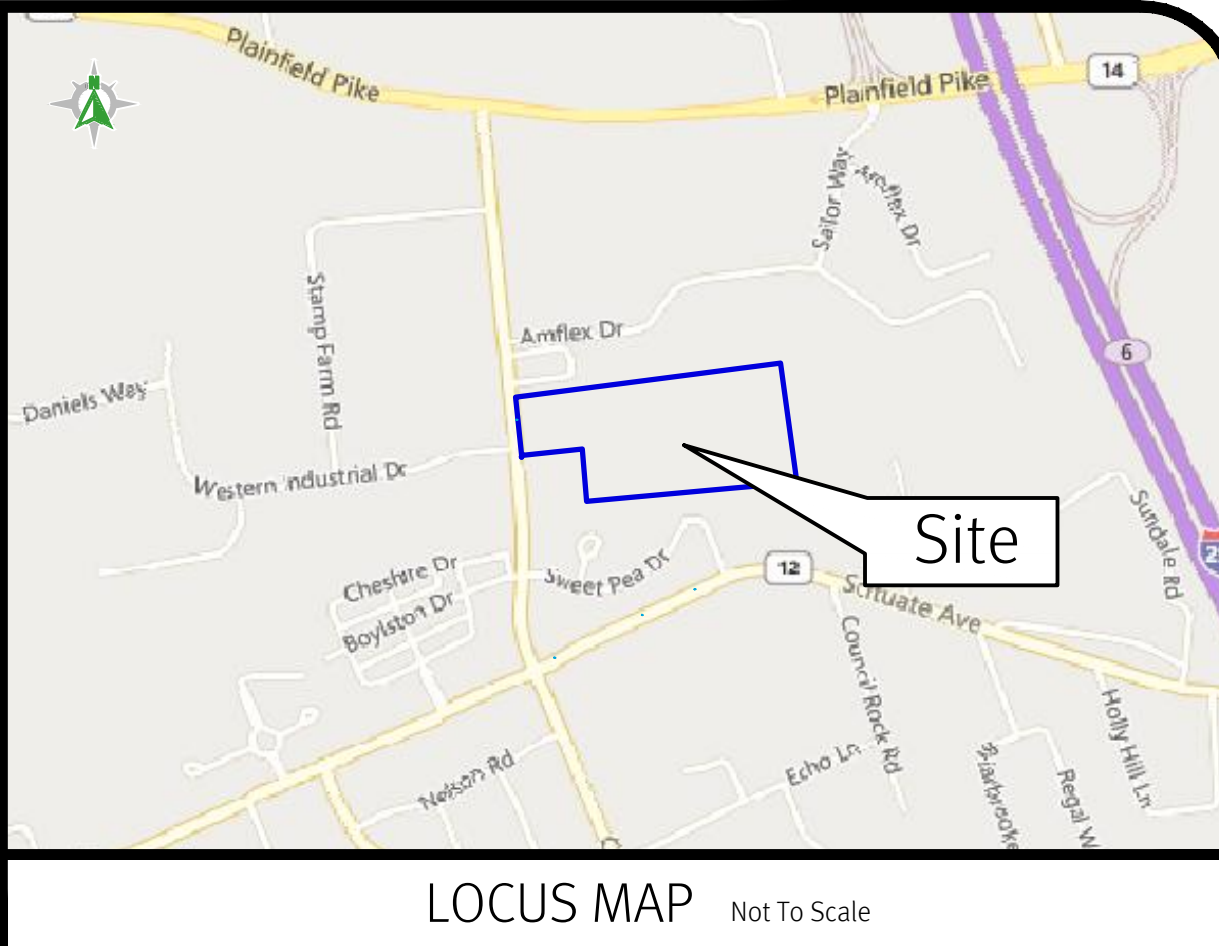 N
Plainfield Pike
Plainfield Pike
14
Sailor Way
Amflex Dr
Stamp Farm Rd
Amflex Dr
6
Daniels Way
Western Industrial Dr
Site
Sundale Rd
Cheshire Dr
Sweet Pea Dr
12
Scituate Ave
Boylston Dr
Council Rock Rd
Holly Hill Ln
Echo Ln
Nelson Rd
Briarbrooke
Regal W
LOCUS MAP Not To Scale